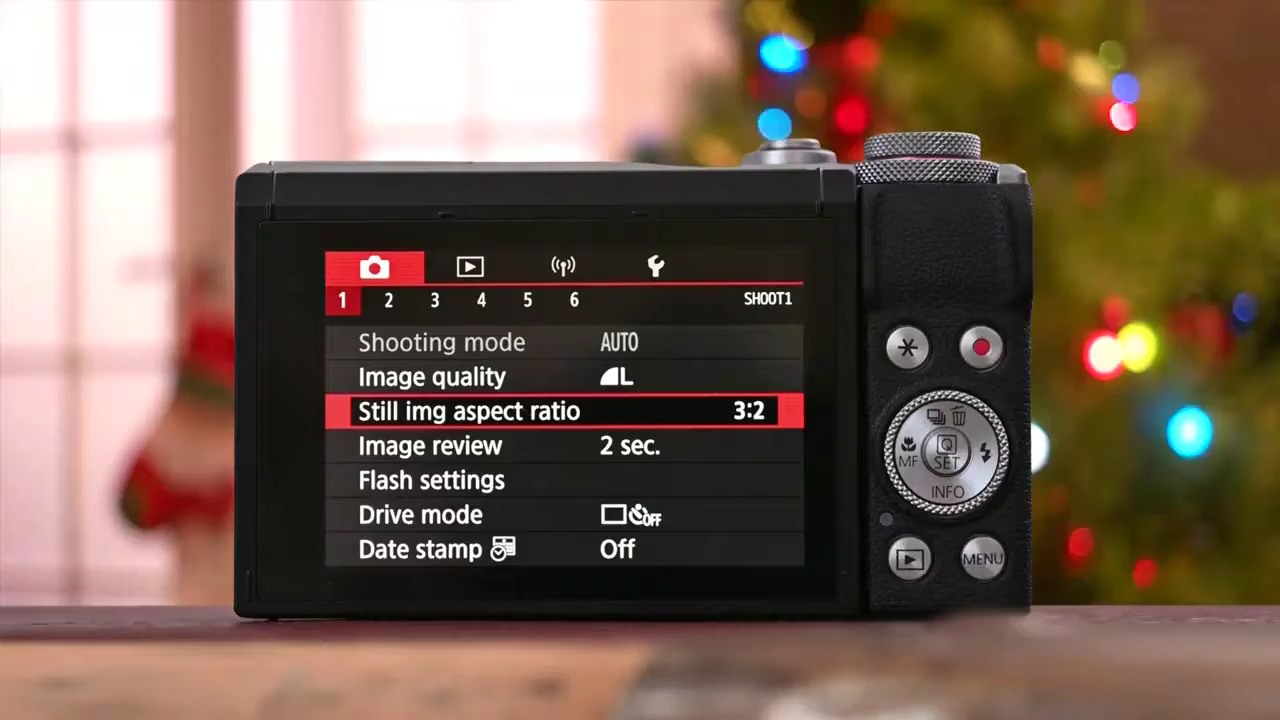 1 2 3 4 5 6 SHOOT1
Shooting mode AUTO
Image quality L
Still img aspect ratio 3:2
Image review 2 sec.
Flash settings
Drive mode OFF
Date stamp Off
MF
Q
SET
INFO
MENU